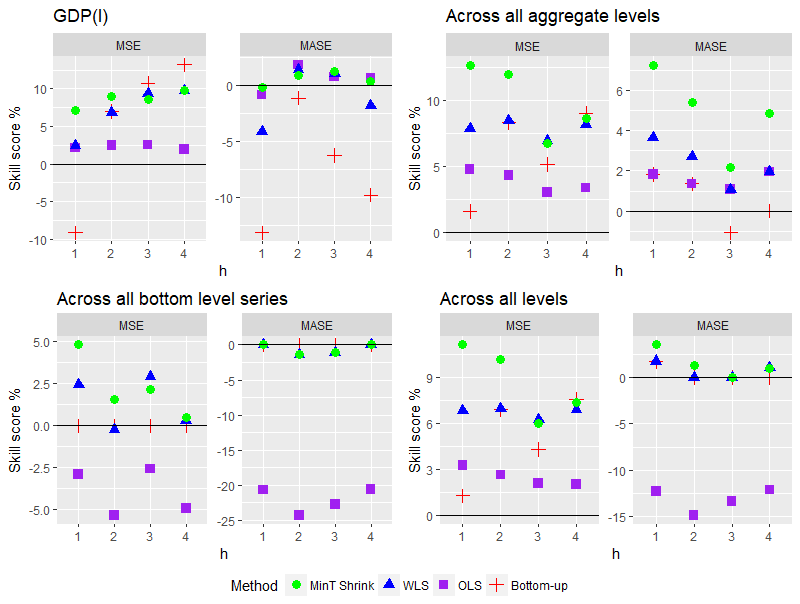 GDP(I)
Across all aggregate levels
MSE
MASE
MSE
MASE
Skill score %
10
5
0
-5
-10
0
-5
-10
Skill score %
10
5
0
6
4
2
0
1 2 3 4
1 2 3 4
1 2 3 4
1 2 3 4
h
h
Across all bottom level series
Across all levels
MSE
MASE
MSE
MASE
Skill score %
5.0
2.5
0.0
-2.5
-5.0
0
-5
-10
-15
-20
-25
Skill score %
9
6
3
0
0
-5
-10
-15
1 2 3 4
1 2 3 4
1 2 3 4
1 2 3 4
h
h
Method MinT Shrink WLS OLS Bottom-up